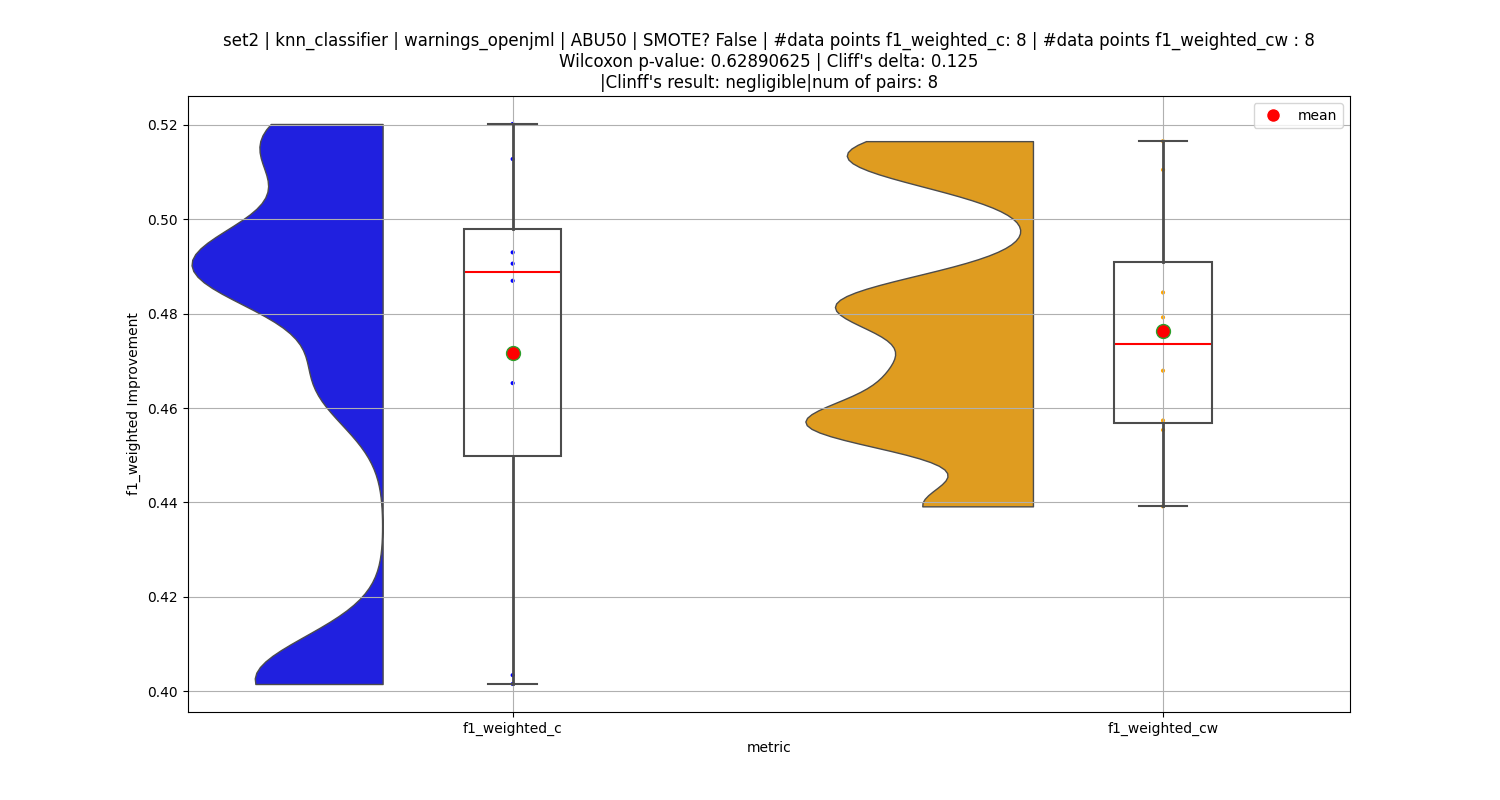 set2 | knn_classifier | warnings_openjml | ABU50 | SMOTE? False | #data points f1_weighted_c: 8 | #data points f1_weighted_cw : 8
Wilcoxon p-value: 0.62890625 | Cliff's delta: 0.125
|Clinff's result: negligible|num of pairs: 8
mean
0.52
0.50
0.48
0.46
0.44
0.42
0.40
f1_weighted Improvement
f1_weighted_c
f1_weighted_cw
metric